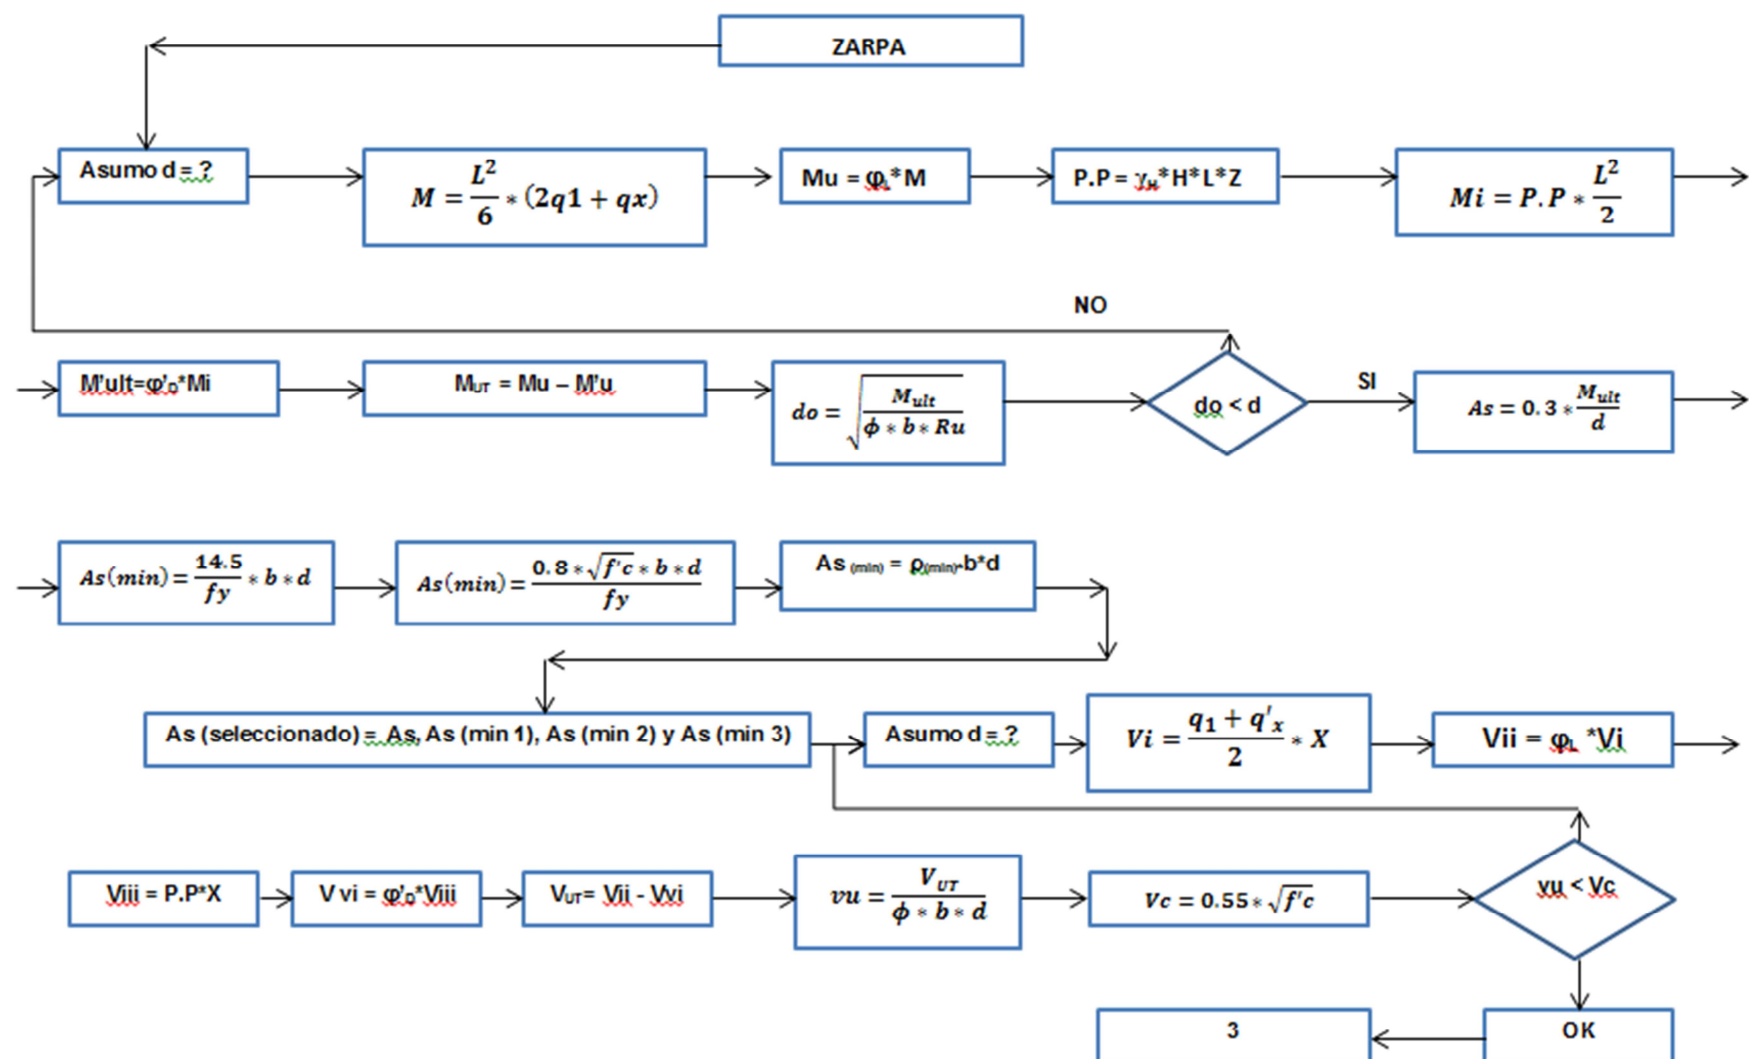 ZARPA
Asumo d = ?
M = L²/6 * (2q1 + qx)
Mu = φL*M
P.P = γH*H*L*Z
Mi = P.P * L²/2
NO
M'ult=φ'D*Mi
MUT = Mu – M'u
do = √(Mult / (ϕ * b * Ru))
do < d
SI
As = 0.3 * Mult/d
As(min) = 14.5/fy * b * d
As(min) = (0.8 * √f'c * b * d)/fy
As (min) = ρ(min)*b*d
As (seleccionado) = As, As (min 1), As (min 2) y As (min 3)
Asumo d = ?
Vi = (q1 + q'x)/2 * X
Vii = φL *Vi
Viii = P.P*X
V vi = φ'D*Viii
VUT= Vii - Vvi
vu = VUT/(ϕ * b * d)
Vc = 0.55 * √f'c
vu < Vc
3
OK